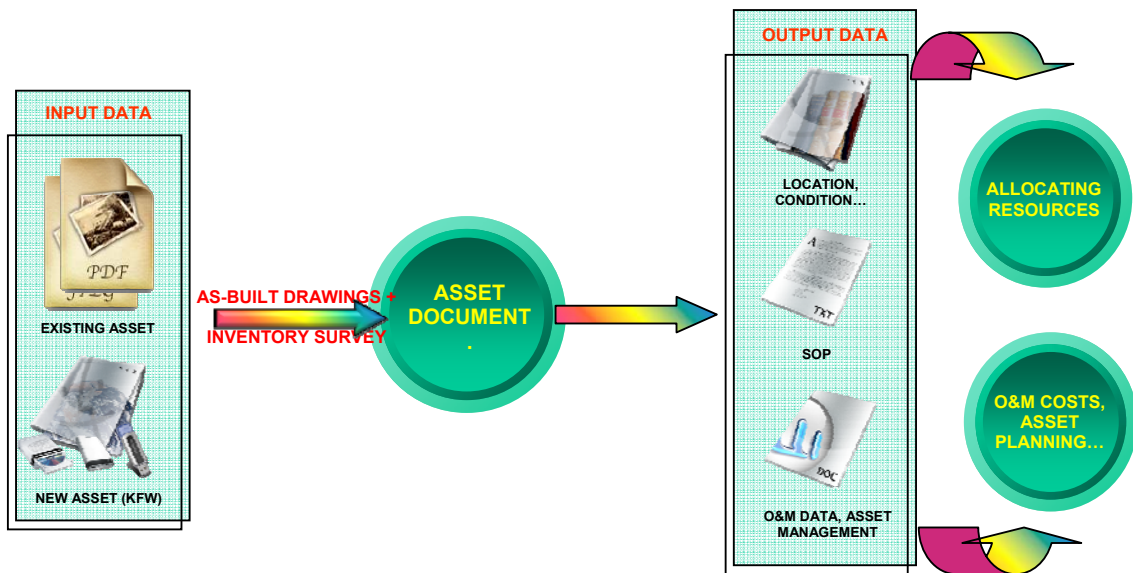 INPUT DATA
PDF
EXISTING ASSET
NEW ASSET (KFW)
AS-BUILT DRAWINGS +
INVENTORY SURVEY
ASSET
DOCUMENT
.
OUTPUT DATA
LOCATION,
CONDITION…
A
TXT
SOP
DOC
O&M DATA, ASSET
MANAGEMENT
ALLOCATING
RESOURCES
O&M COSTS,
ASSET
PLANNING…